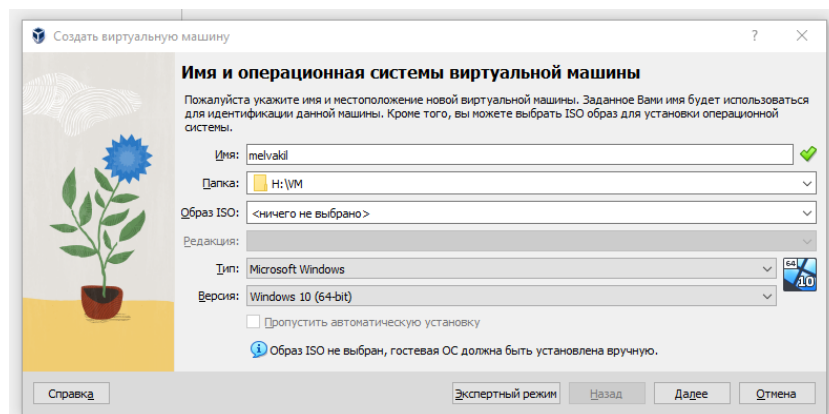 Создать виртуальную машину
?
Имя и операционная системы виртуальной машины
Пожалуйста укажите имя и местоположение новой виртуальной машины. Заданное Вами имя будет использоваться
для идентификации данной машины. Кроме того, вы можете выбрать ISO образ для установки операционной
системы.
Имя: melvakil
Папка: H:\VM
Образ ISO: <ничего не выбрано>
Редакция:
Тип: Microsoft Windows
64
Версия: Windows 10 (64-bit)
10
Пропустить автоматическую установку
Образ ISO не выбран, гостевая ОС должна быть установлена вручную.
Справка Экспертный режим Назад Далее Отмена